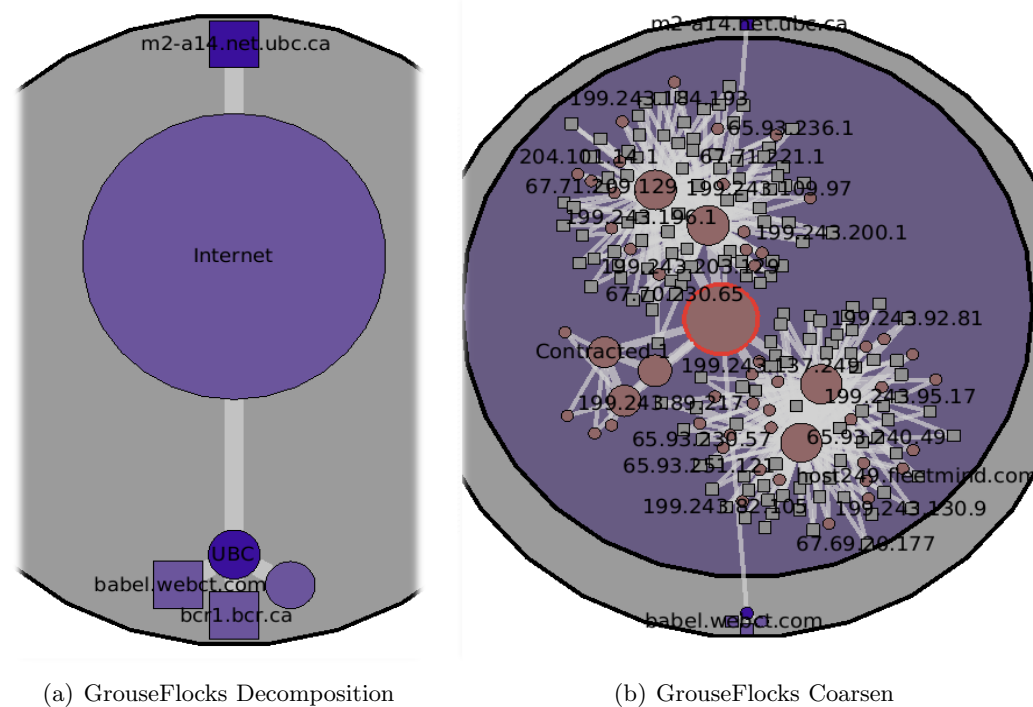 m2-a14.net.ubc.ca
Internet
UBC
babel.webct.com
bcr1.bcr.ca
(a) GrouseFlocks Decomposition
m2-a14.net.ubc.ca
199.243.184.193
65.93.236.1
204.101.14.1
67.71.221.1
67.71.209.129
199.243.109.97
199.243.196.1
199.243.200.1
199.243.203.129
67.70.230.65
199.243.92.81
Contracted 1
199.243.137.249
199.243.89.217
199.243.95.17
65.93.230.57
65.93.240.49
65.93.251.121
host249.fleetmind.com
199.243.82.105
199.243.130.9
67.69.20.177
babel.webct.com
(b) GrouseFlocks Coarsen